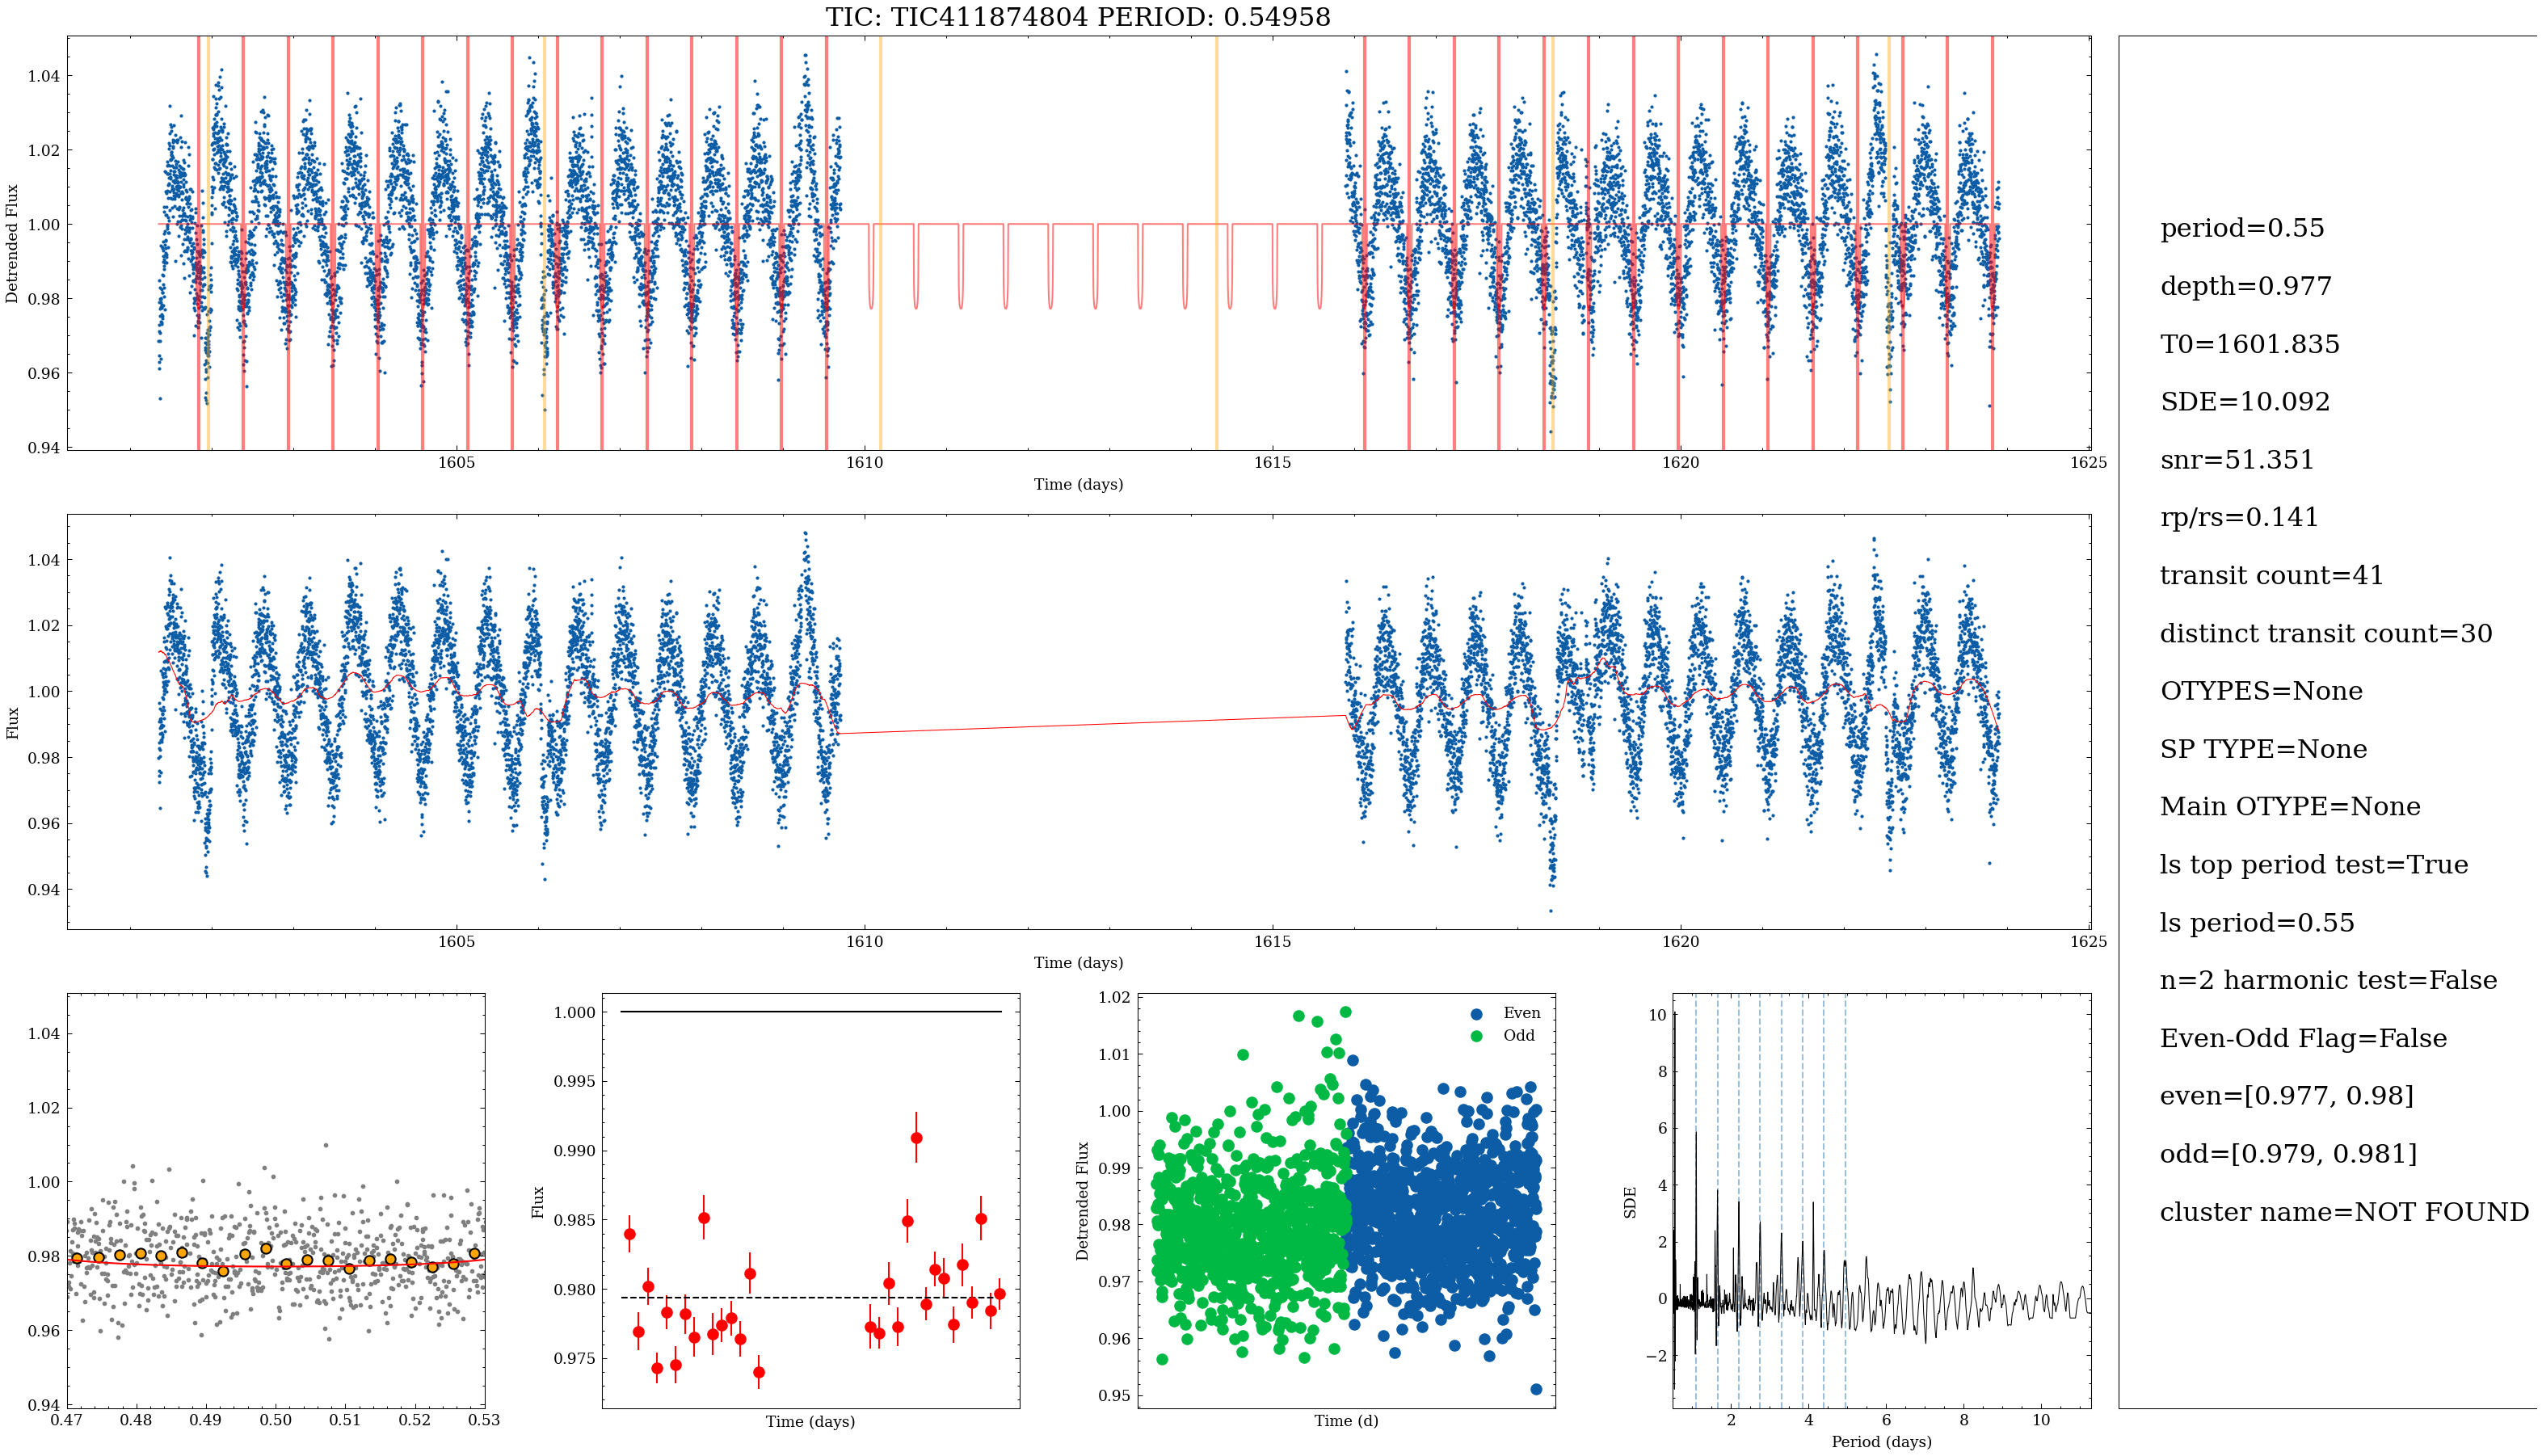 TIC: TIC411874804 PERIOD: 0.54958
Detrended Flux
1.04
1.02
1.00
0.98
0.96
0.94
1605
1610
1615
1620
1625
Time (days)
Flux
1.04
1.02
1.00
0.98
0.96
0.94
1605
1610
1615
1620
1625
Time (days)
1.04
1.02
1.00
0.98
0.96
0.94
0.47
0.48
0.49
0.50
0.51
0.52
0.53
Flux
1.000
0.995
0.990
0.985
0.980
0.975
Time (days)
Detrended Flux
1.02
1.01
1.00
0.99
0.98
0.97
0.96
0.95
Even
Odd
Time (d)
SDE
10
8
6
4
2
0
−2
2
4
6
8
10
Period (days)
period=0.55
depth=0.977
T0=1601.835
SDE=10.092
snr=51.351
rp/rs=0.141
transit count=41
distinct transit count=30
OTYPES=None
SP TYPE=None
Main OTYPE=None
ls top period test=True
ls period=0.55
n=2 harmonic test=False
Even-Odd Flag=False
even=[0.977, 0.98]
odd=[0.979, 0.981]
cluster name=NOT FOUND